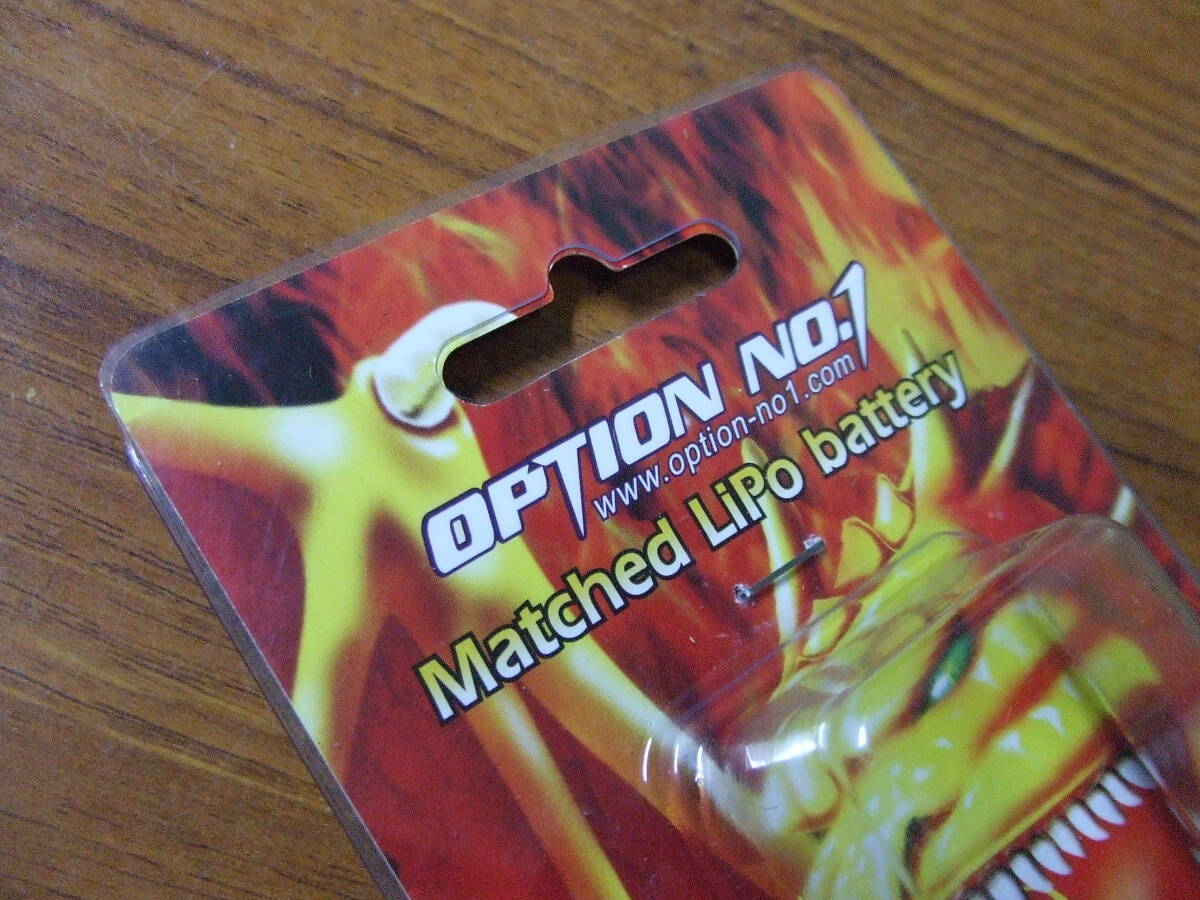 OPTION NO.1
www.option-no1.com
Matched LiPo battery